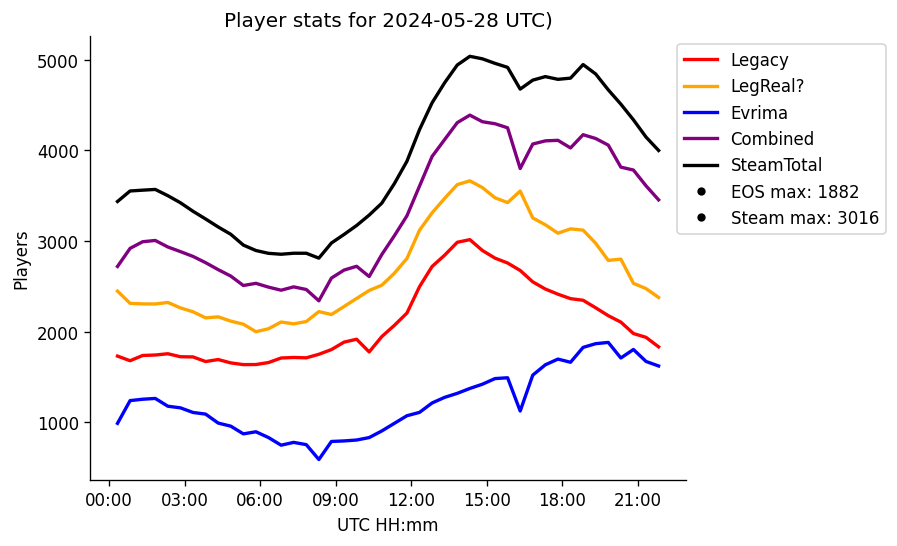 Player stats for 2024-05-28 UTC)
Players
5000
4000
3000
2000
1000
00:00 03:00 06:00 09:00 12:00 15:00 18:00 21:00
UTC HH:mm
Legacy
LegReal?
Evrima
Combined
SteamTotal
EOS max: 1882
Steam max: 3016